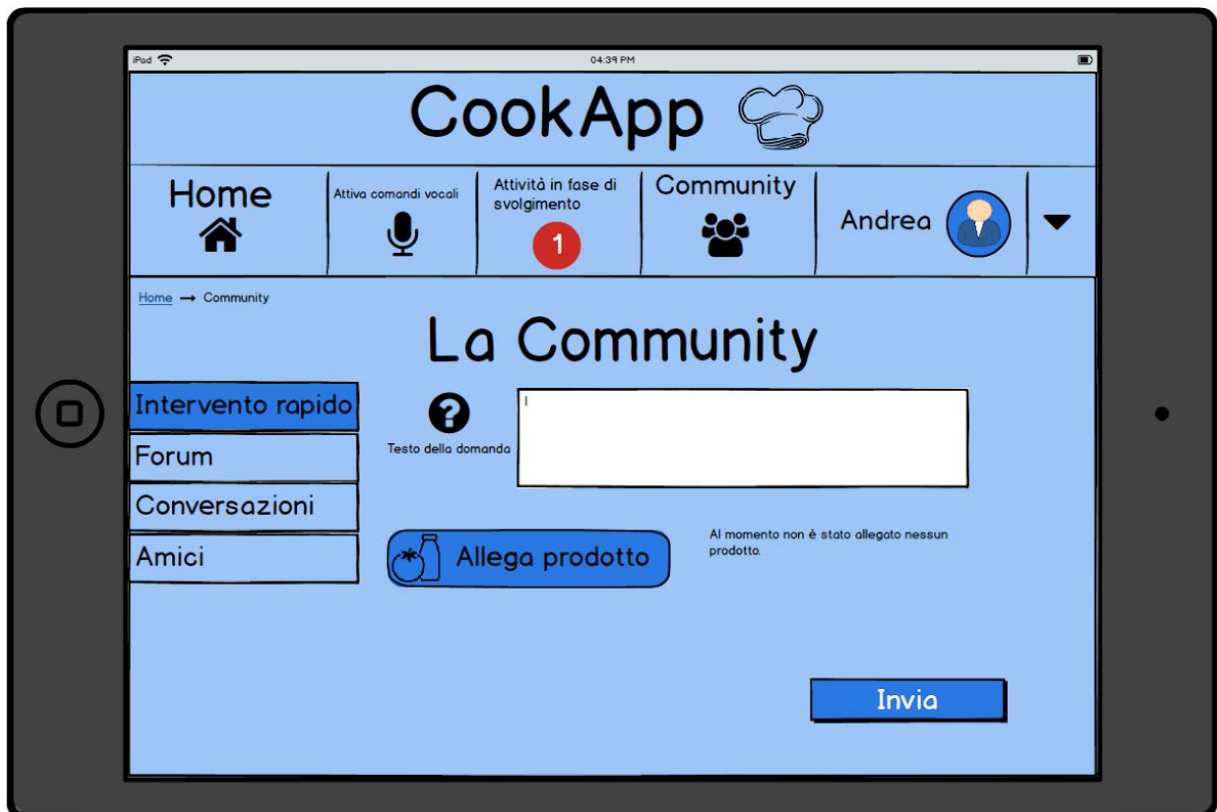 iPad
04:39 PM
CookApp
Home
Attiva comandi vocali
Attività in fase di
svolgimento
1
Community
Andrea
Home → Community
La Community
Intervento rapido
Forum
Conversazioni
Amici
?
Testo della domanda
Allega prodotto
Al momento non è stato allegato nessun
prodotto.
Invia